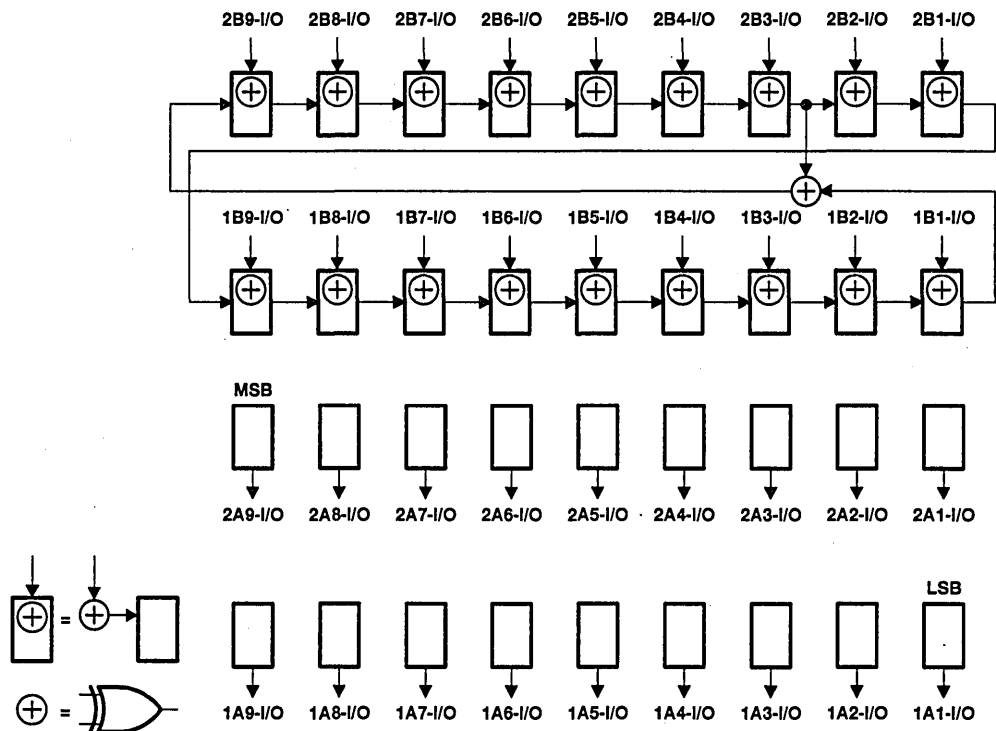 2B9-I/O 2B8-I/O 2B7-I/O 2B6-I/O 2B5-I/O 2B4-I/O 2B3-I/O 2B2-I/O 2B1-I/O
1B9-I/O 1B8-I/O 1B7-I/O 1B6-I/O 1B5-I/O 1B4-I/O 1B3-I/O 1B2-I/O 1B1-I/O
MSB
2A9-I/O 2A8-I/O 2A7-I/O 2A6-I/O 2A5-I/O 2A4-I/O 2A3-I/O 2A2-I/O 2A1-I/O
LSB
=
=
1A9-I/O 1A8-I/O 1A7-I/O 1A6-I/O 1A5-I/O 1A4-I/O 1A3-I/O 1A2-I/O 1A1-I/O